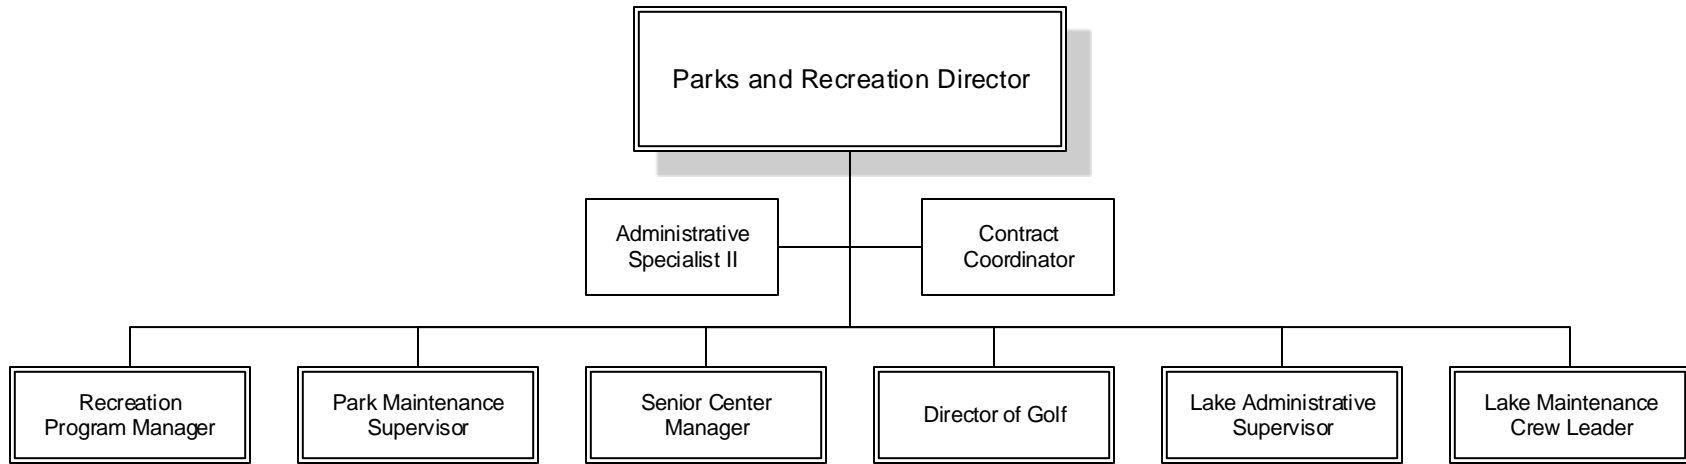 Parks and Recreation Director
Administrative
Specialist II
Contract
Coordinator
Recreation
Program Manager
Park Maintenance
Supervisor
Senior Center
Manager
Director of Golf
Lake Administrative
Supervisor
Lake Maintenance
Crew Leader